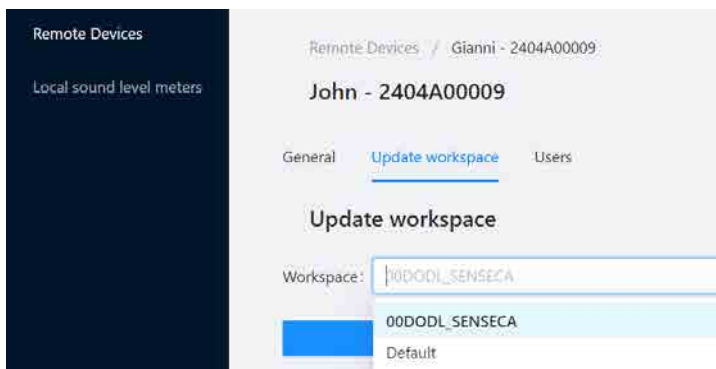 Remote Devices
Local sound level meters
Remote Devices / Gianni - 2404A00009
John - 2404A00009
General Update workspace Users
Update workspace
Workspace: 00DODL_SENSECA
00DODL_SENSECA
Default